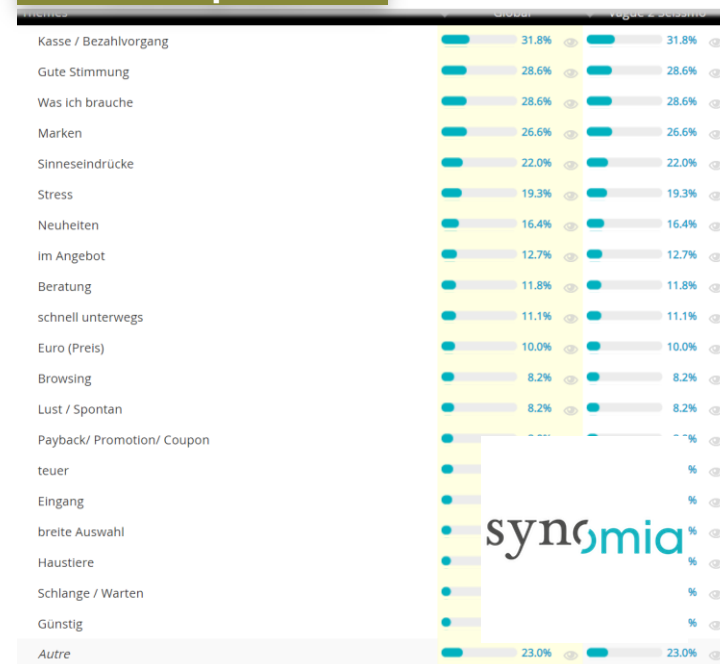 Global
Kasse / Bezahlvorgang 31.8% 31.8%
Gute Stimmung 28.6% 28.6%
Was ich brauche 28.6% 28.6%
Marken 26.6% 26.6%
Sinneseindrücke 22.0% 22.0%
Stress 19.3% 19.3%
Neuheiten 16.4% 16.4%
im Angebot 12.7% 12.7%
Beratung 11.8% 11.8%
schnell unterwegs 11.1% 11.1%
Euro (Preis) 10.0% 10.0%
Browsing 8.2% 8.2%
Lust / Spontan 8.2% 8.2%
Payback/ Promotion/ Coupon %
teuer %
Eingang %
breite Auswahl %
synomia
Haustiere %
Schlange / Warten %
Günstig %
Autre 23.0% 23.0%